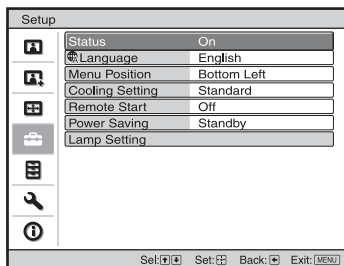 Setup
Status On
Language English
Menu Position Bottom Left
Cooling Setting Standard
Remote Start Off
Power Saving Standby
Lamp Setting
Sel: Set: Back: Exit: MENU